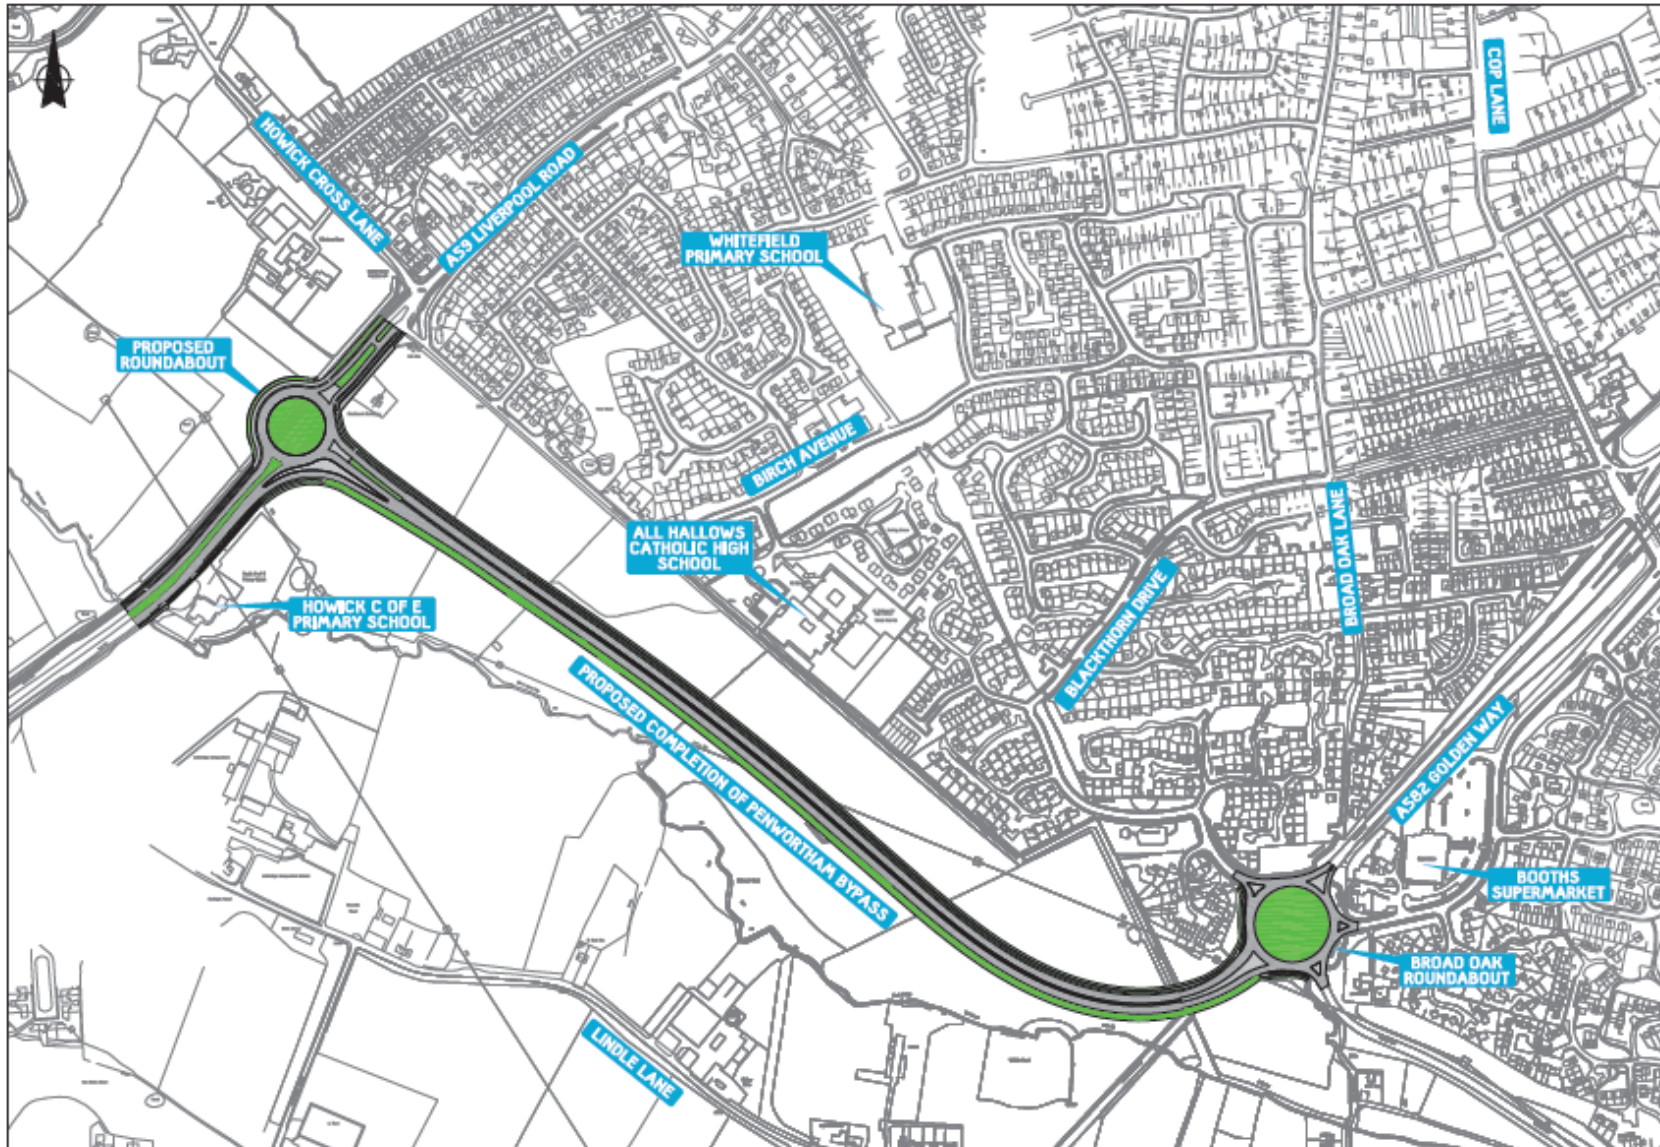 COP LANE
HOWICK CROSS LANE
A59 LIVERPOOL ROAD
WHITEFIELD
PRIMARY SCHOOL
PROPOSED
ROUNDABOUT
BIRCH AVENUE
ALL HALLOWS
CATHOLIC HIGH
SCHOOL
BROAD OAK LANE
BLACKTHORN DRIVE
HOWICK C OF E
PRIMARY SCHOOL
PROPOSED COMPLETION OF PENWORTHAM BYPASS
A582 GOLDEN WAY
BOOTHS
SUPERMARKET
BROAD OAK
ROUNDABOUT
LINDLE LANE